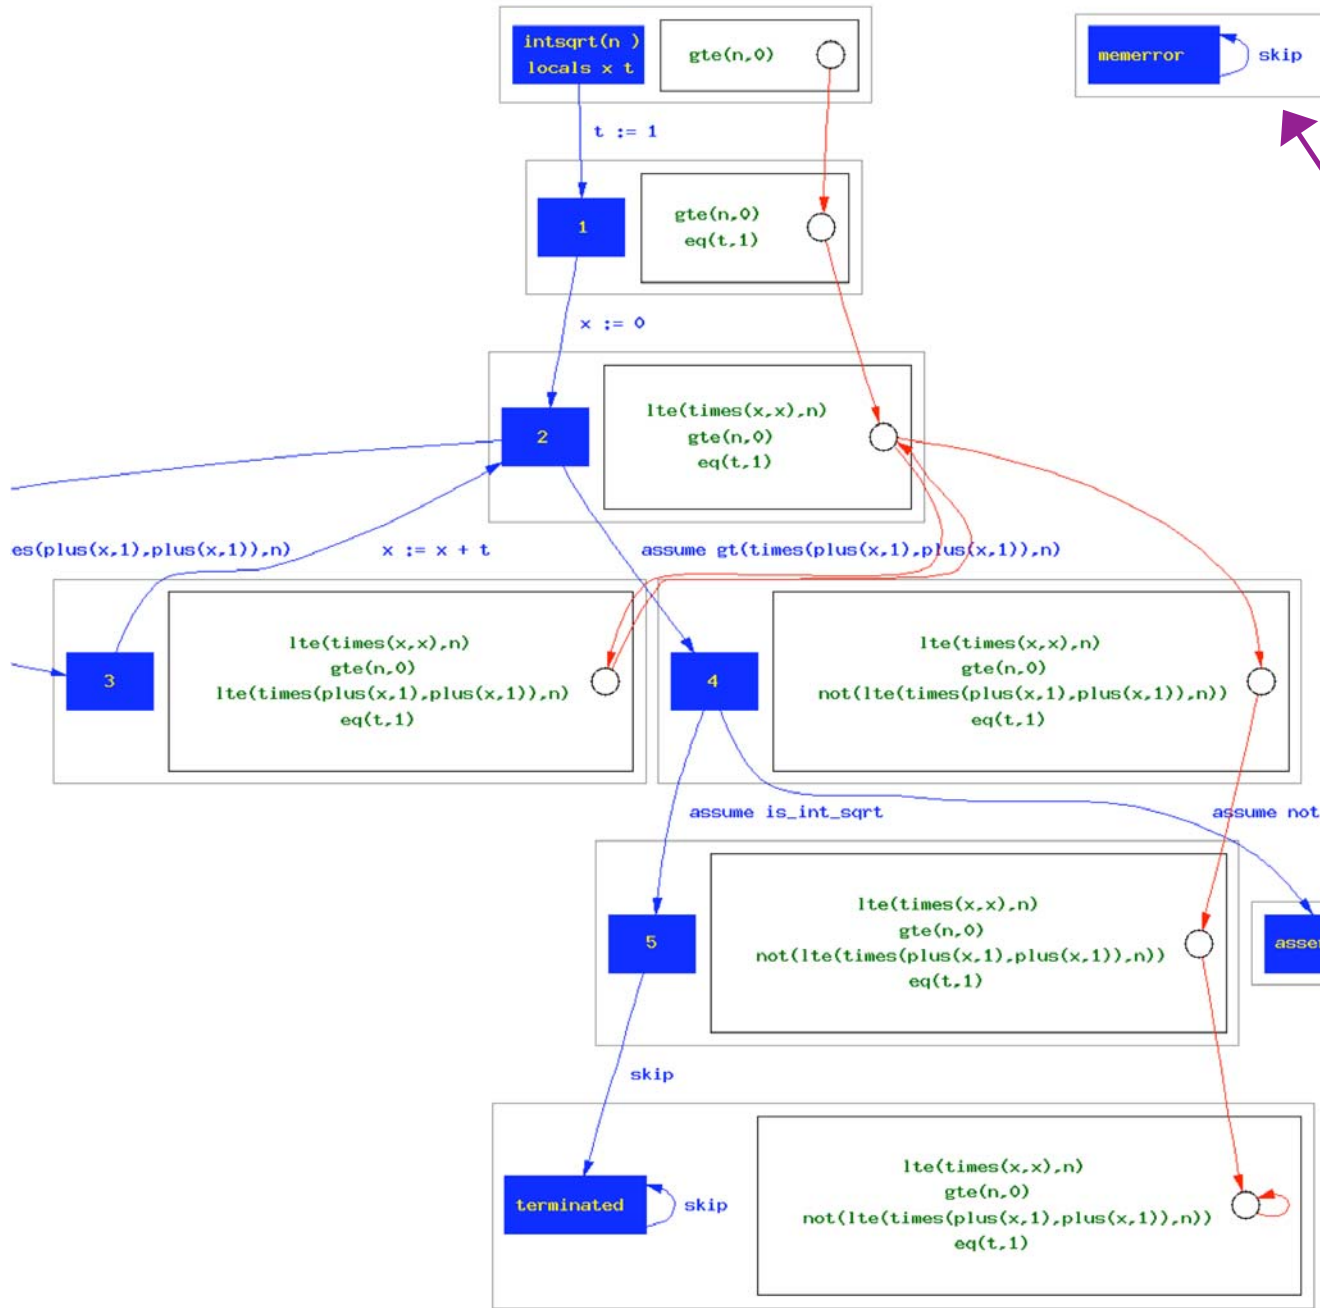 intsqrt(n )
locals x t
gte(n,0)
memerror
skip
t := 1
1
gte(n,0)
eq(t,1)
x := 0
2
lte(times(x,x),n)
gte(n,0)
eq(t,1)
es(plus(x,1),plus(x,1)),n)
x := x + t
assume gt(times(plus(x,1),plus(x,1)),n)
3
lte(times(x,x),n)
gte(n,0)
lte(times(plus(x,1),plus(x,1)),n)
eq(t,1)
4
lte(times(x,x),n)
gte(n,0)
not(lte(times(plus(x,1),plus(x,1)),n))
eq(t,1)
assume is_int_sqrt
assume not
5
lte(times(x,x),n)
gte(n,0)
not(lte(times(plus(x,1),plus(x,1)),n))
eq(t,1)
asser
skip
terminated
skip
lte(times(x,x),n)
gte(n,0)
not(lte(times(plus(x,1),plus(x,1)),n))
eq(t,1)